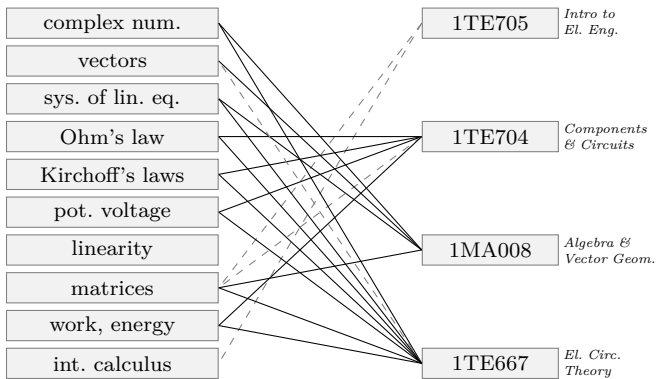 complex num.
vectors
sys. of lin. eq.
Ohm's law
Kirchoff's laws
pot. voltage
linearity
matrices
work, energy
int. calculus
1TE705
Intro to
El. Eng.
1TE704
Components
& Circuits
1MA008
Algebra &
Vector Geom.
1TE667
El. Circ.
Theory